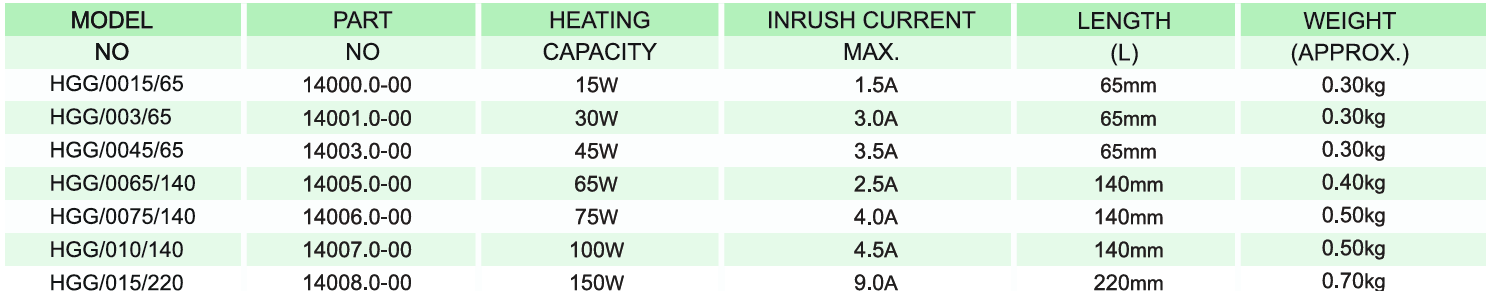 MODEL PART HEATING INRUSH CURRENT LENGTH WEIGHT
NO NO CAPACITY MAX. (L) (APPROX.)
HGG/0015/65 14000.0-00 15W 1.5A 65mm 0.30kg
HGG/003/65 14001.0-00 30W 3.0A 65mm 0.30kg
HGG/0045/65 14003.0-00 45W 3.5A 65mm 0.30kg
HGG/0065/140 14005.0-00 65W 2.5A 140mm 0.40kg
HGG/0075/140 14006.0-00 75W 4.0A 140mm 0.50kg
HGG/010/140 14007.0-00 100W 4.5A 140mm 0.50kg
HGG/015/220 14008.0-00 150W 9.0A 220mm 0.70kg